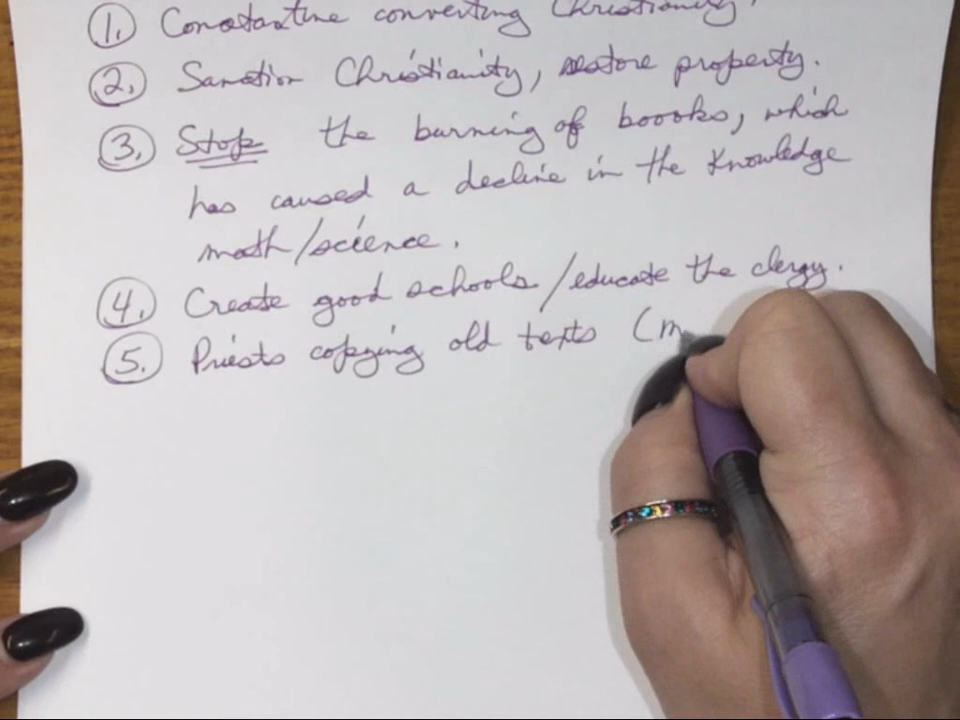 1. Constantine converting Christianity.
2. Sanction Christianity, restore property.
3. Stop the burning of boooks, which
has caused a decline in the Knowledge
math/science.
4. Create good schools/educate the clergy.
5. Priests copying old texts (m